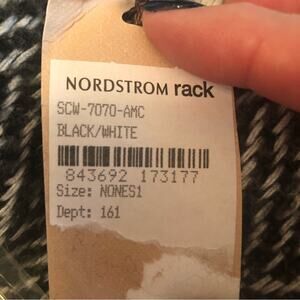 NORDSTROM rack
SCW-7070-AMC
BLACK/WHITE
843692 173177
Size: NONES1
Dept: 161